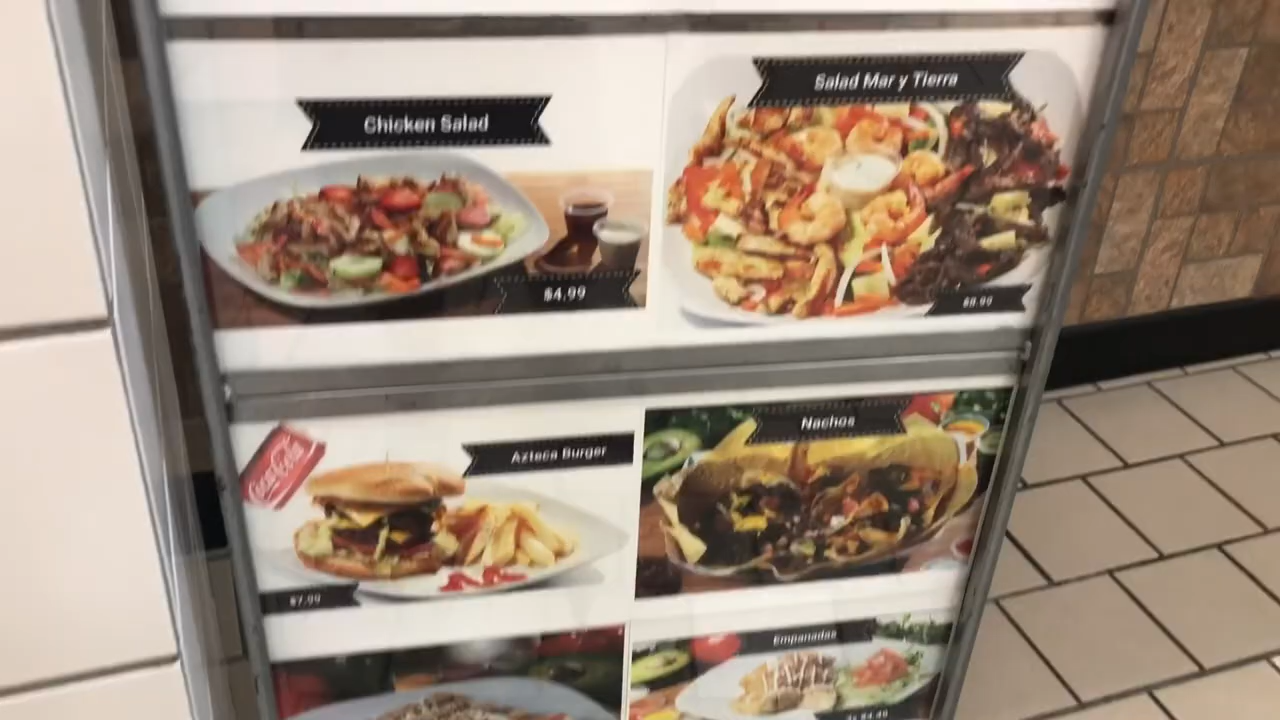 Chicken Salad
$4.99
Salad Mar y Tierra
$8.99
Coca-Cola
Azteca Burger
$7.99
Nachos
Empanadas